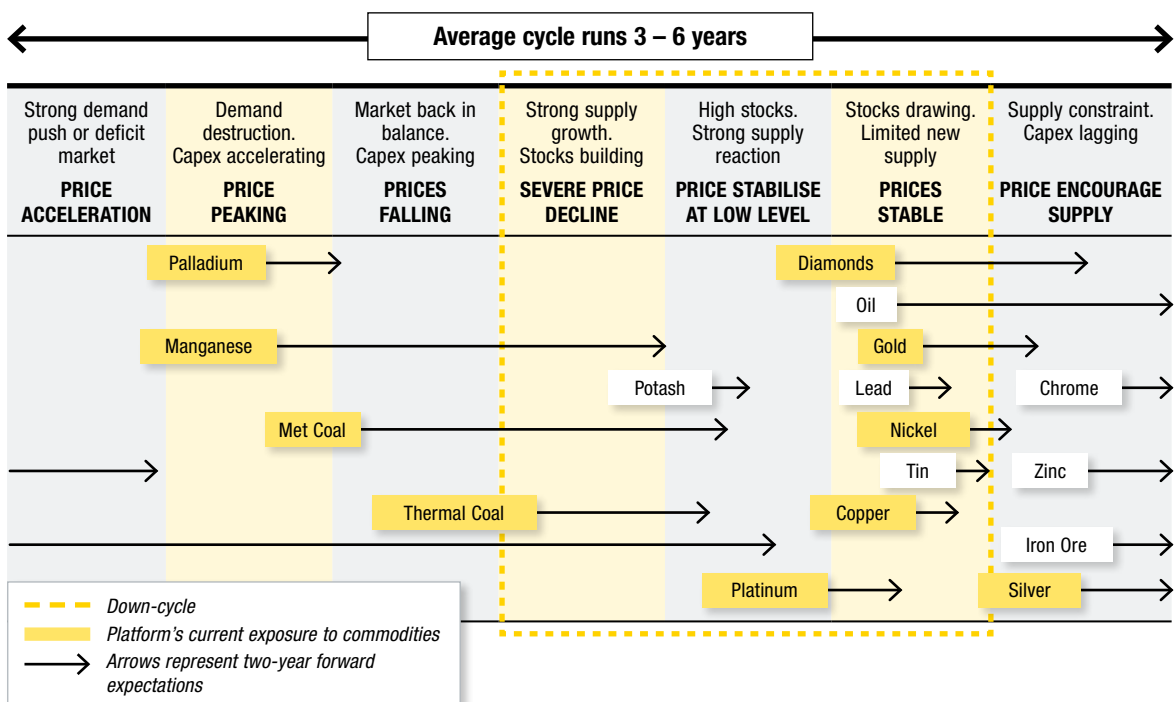 Average cycle runs 3 – 6 years
Strong demand
push or deficit
market
PRICE
ACCELERATION
Demand
destruction.
Capex accelerating
PRICE
PEAKING
Market back in
balance.
Capex peaking
PRICES
FALLING
Strong supply
growth.
Stocks building
SEVERE PRICE
DECLINE
High stocks.
Strong supply
reaction
PRICE STABILISE
AT LOW LEVEL
Stocks drawing.
Limited new
supply
PRICES
STABLE
Supply constraint.
Capex lagging
PRICE ENCOURAGE
SUPPLY
Palladium
Diamonds
Oil
Manganese
Gold
Potash
Lead
Chrome
Met Coal
Nickel
Tin
Zinc
Thermal Coal
Copper
Iron Ore
Platinum
Silver
Down-cycle
Platform's current exposure to commodities
Arrows represent two-year forward
expectations